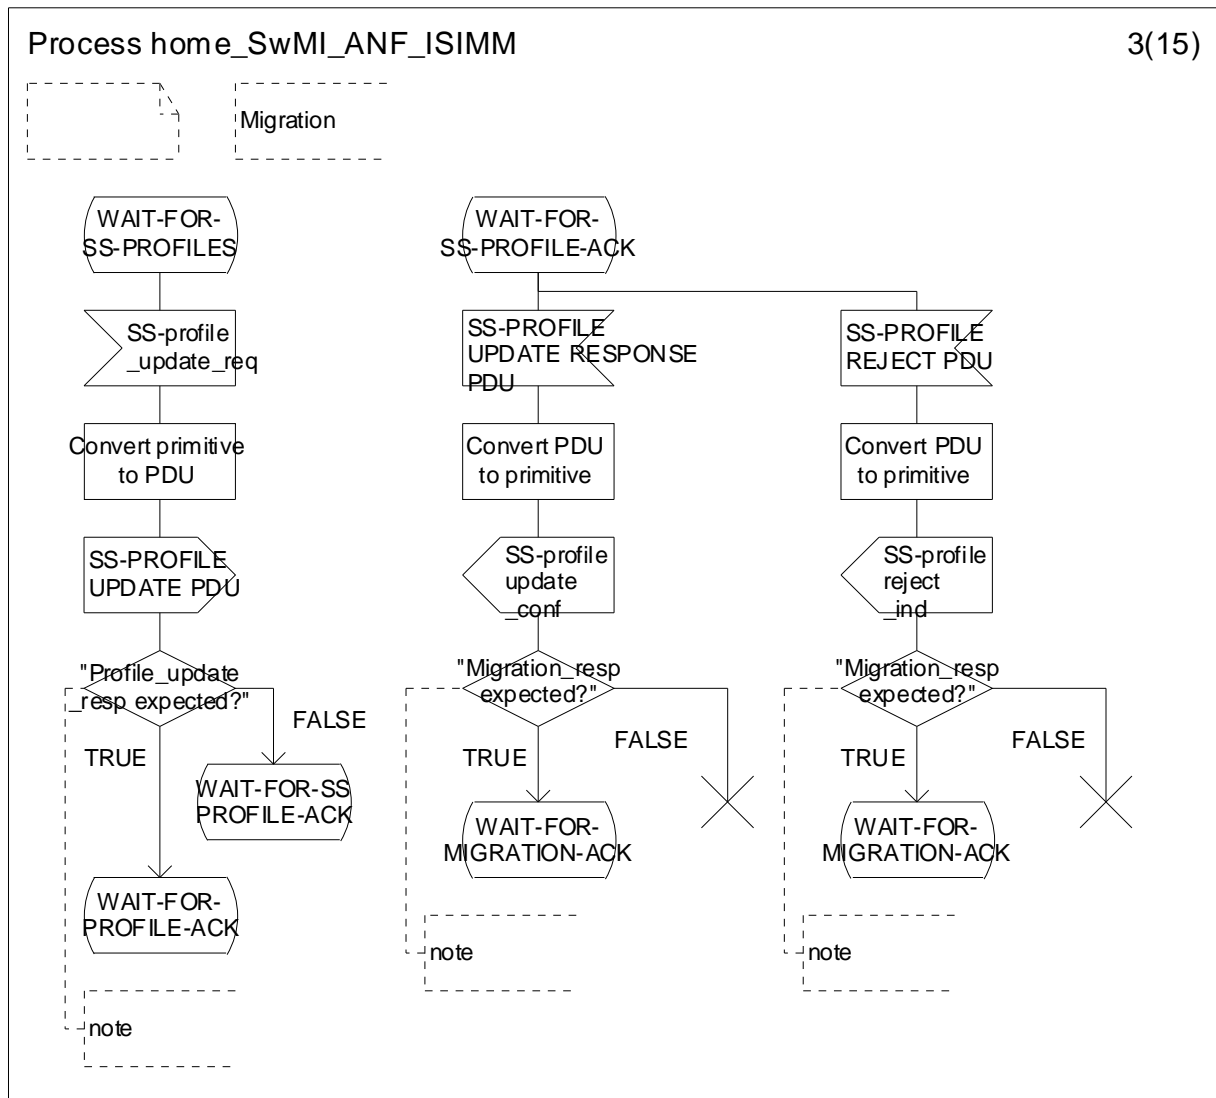 Process home_SwMI_ANF_ISIMM
3(15)
Migration
WAIT-FOR-
SS-PROFILES
SS-profile
_update_req
Convert primitive
to PDU
SS-PROFILE
UPDATE PDU
"Profile_update
_resp expected?"
FALSE
TRUE
WAIT-FOR-SS
PROFILE-ACK
WAIT-FOR-
PROFILE-ACK
note
WAIT-FOR-
SS-PROFILE-ACK
SS-PROFILE
UPDATE RESPONSE
PDU
Convert PDU
to primitive
SS-profile
update
_conf
"Migration_resp
expected?"
FALSE
TRUE
WAIT-FOR-
MIGRATION-ACK
note
SS-PROFILE
REJECT PDU
Convert PDU
to primitive
SS-profile
reject
_ind
"Migration_resp
expected?"
FALSE
TRUE
WAIT-FOR-
MIGRATION-ACK
note